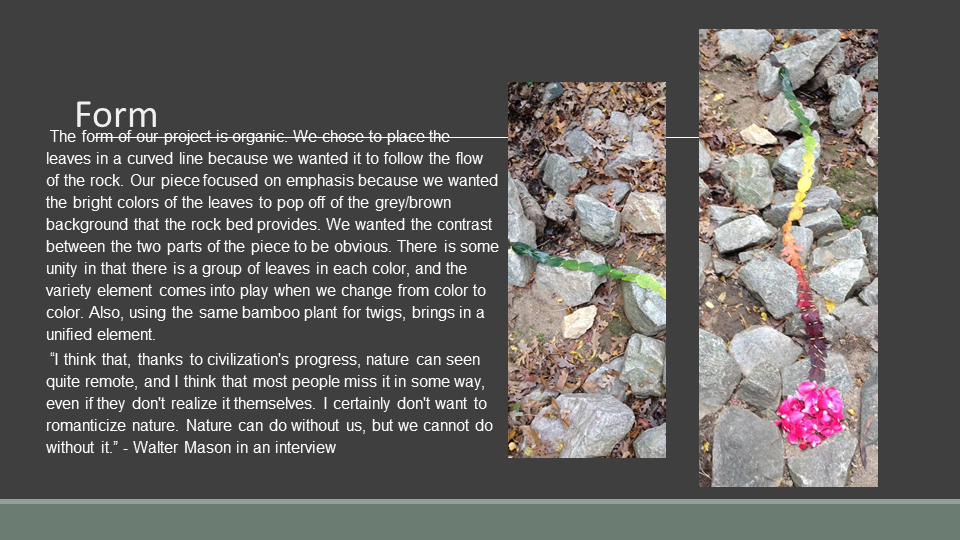 Form
The form of our project is organic. We chose to place the
leaves in a curved line because we wanted it to follow the flow
of the rock. Our piece focused on emphasis because we wanted
the bright colors of the leaves to pop off of the grey/brown
background that the rock bed provides. We wanted the contrast
between the two parts of the piece to be obvious. There is some
unity in that there is a group of leaves in each color, and the
variety element comes into play when we change from color to
color. Also, using the same bamboo plant for twigs, brings in a
unified element.
“I think that, thanks to civilization's progress, nature can seen
quite remote, and I think that most people miss it in some way,
even if they don't realize it themselves. I certainly don't want to
romanticize nature. Nature can do without us, but we cannot do
without it.” - Walter Mason in an interview